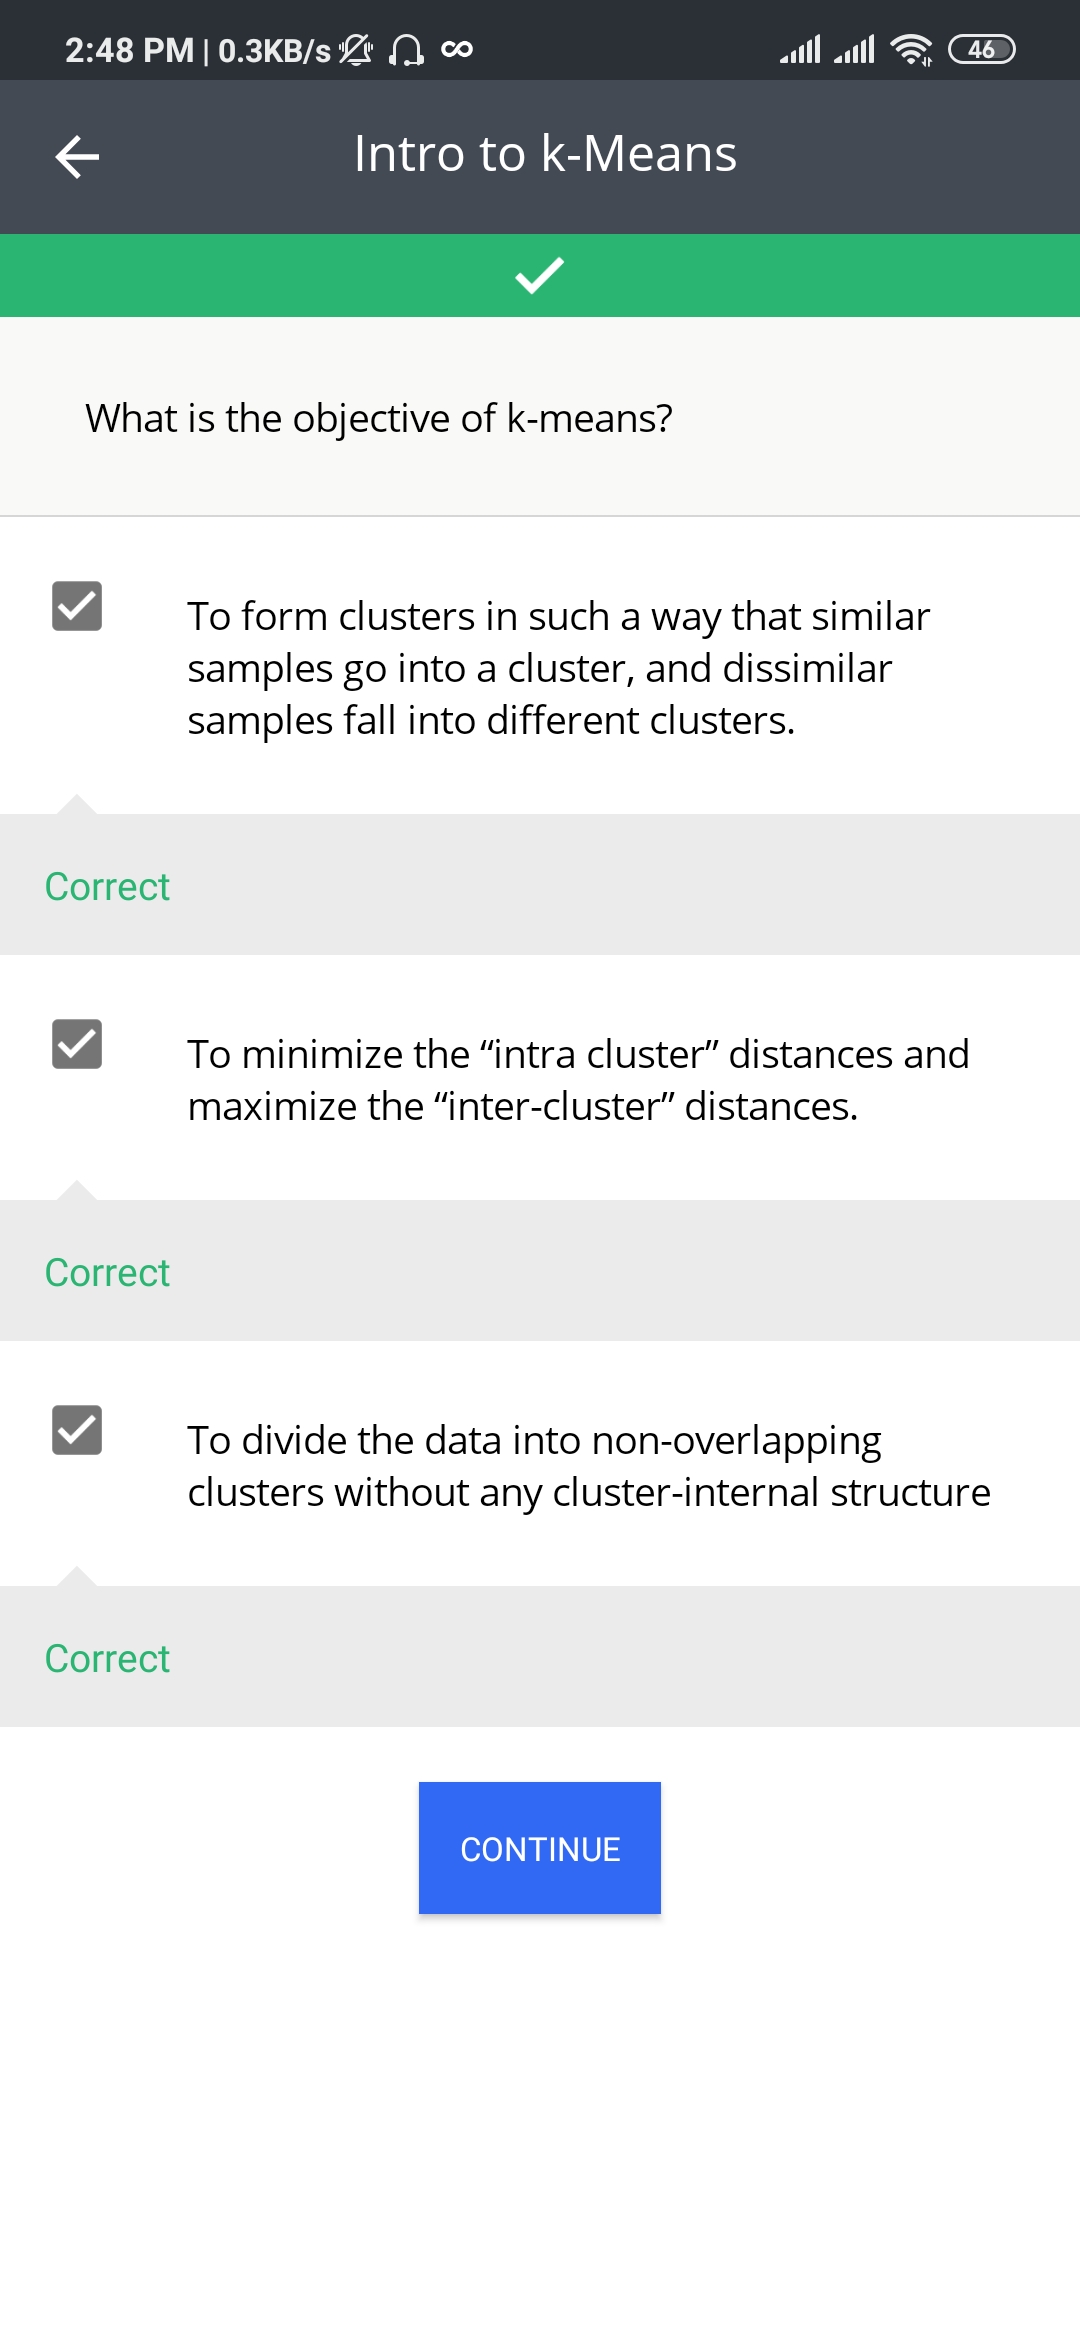 2:48 PM | 0.3KB/s
46
Intro to k-Means
What is the objective of k-means?
To form clusters in such a way that similar
samples go into a cluster, and dissimilar
samples fall into different clusters.
Correct
To minimize the “intra cluster” distances and
maximize the “inter-cluster” distances.
Correct
To divide the data into non-overlapping
clusters without any cluster-internal structure
Correct
CONTINUE